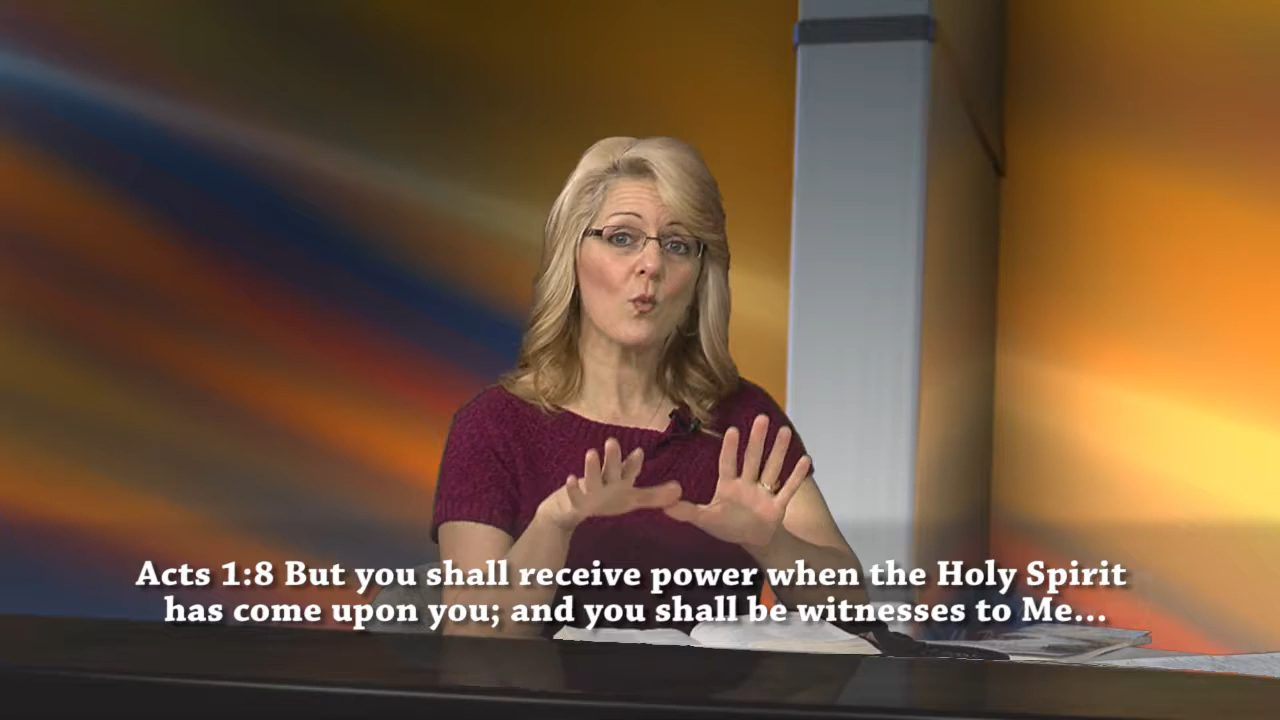 Acts 1:8 But you shall receive power when the Holy Spirit
has come upon you; and you shall be witnesses to Me...